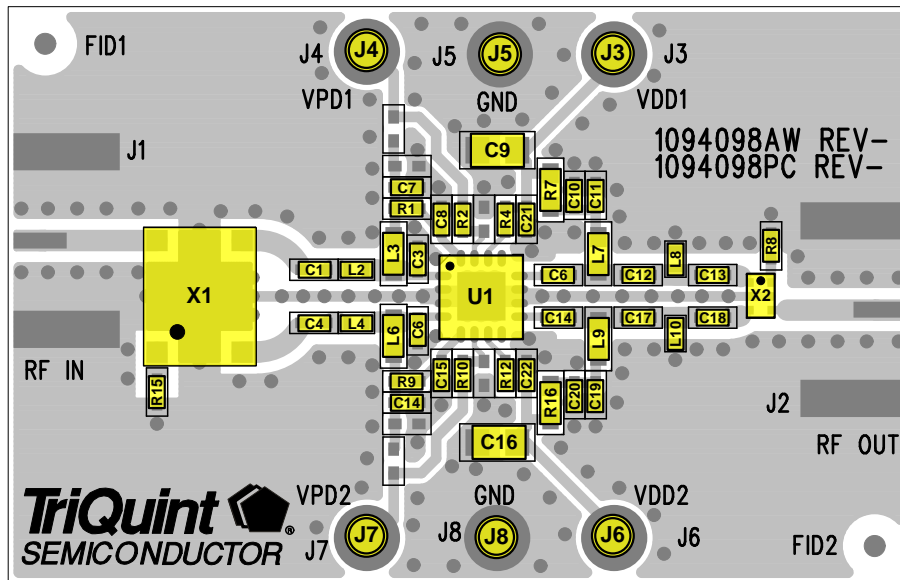 FID1
J4 J4
J5 J5
J3 J3
VPD1
GND
VDD1
1094098AW REV-
1094098PC REV-
J1
C9
C7
R1
C8
R2
R4
C21
R7
C10
C11
R8
L3
C3
L7
L8
C1
L2
C6
C12
C13
X1
U1
X2
C4
L4
L6
C6
C14
L9
C17
L10
C18
RF IN
R15
R9
C14
C15
R10
R12
C22
R16
C20
C19
J2
C16
RF OUT
VPD2
GND
VDD2
TriQuint ®
SEMICONDUCTOR
J7 J7
J8 J8
J6 J6
FID2